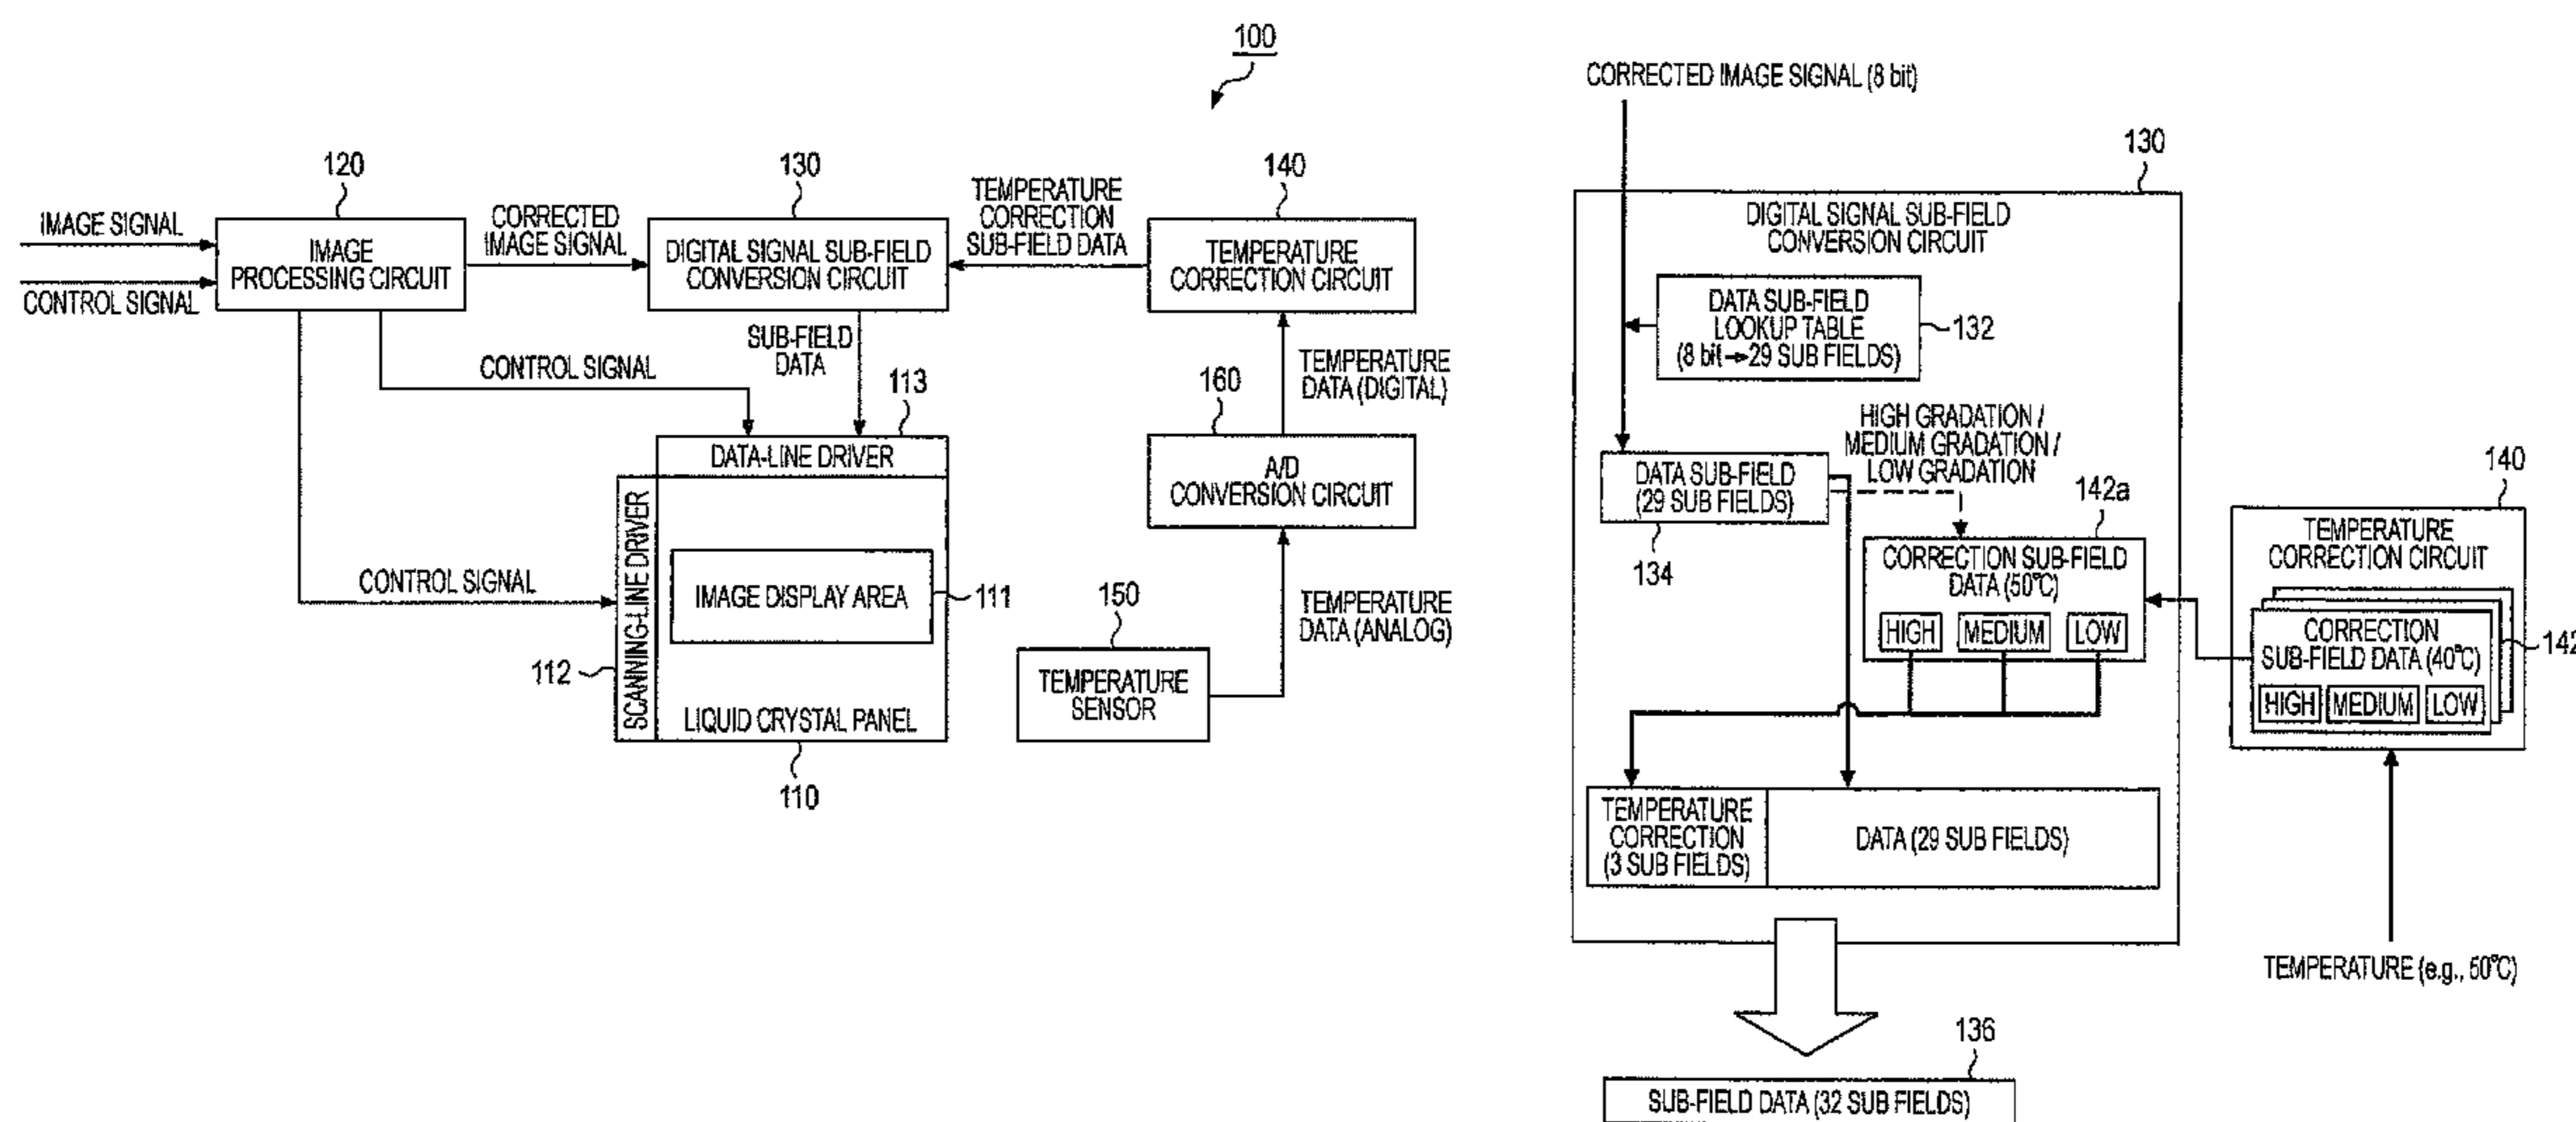 100
120
IMAGE SIGNAL
CONTROL SIGNAL
IMAGE
PROCESSING CIRCUIT
CORRECTED
IMAGE SIGNAL
130
DIGITAL SIGNAL SUB-FIELD
CONVERSION CIRCUIT
TEMPERATURE
CORRECTION
SUB-FIELD DATA
140
TEMPERATURE
CORRECTION CIRCUIT
CONTROL SIGNAL
SUB-FIELD
DATA
113
160
TEMPERATURE
DATA (DIGITAL)
DATA-LINE DRIVER
A/D
CONVERSION CIRCUIT
SCANNING-LINE DRIVER
CONTROL SIGNAL
IMAGE DISPLAY AREA
111
112
150
TEMPERATURE
DATA (ANALOG)
TEMPERATURE
SENSOR
LIQUID CRYSTAL PANEL
110
CORRECTED IMAGE SIGNAL (8 bit)
130
DIGITAL SIGNAL SUB-FIELD
CONVERSION CIRCUIT
DATA SUB-FIELD
LOOKUP TABLE
(8 bit→29 SUB FIELDS)
132
HIGH GRADATION /
MEDIUM GRADATION /
LOW GRADATION
DATA SUB-FIELD
(29 SUB FIELDS)
134
142a
CORRECTION SUB-FIELD
DATA (50°C)
HIGH MEDIUM LOW
140
TEMPERATURE
CORRECTION CIRCUIT
CORRECTION
SUB-FIELD DATA (40°C)
142
HIGH MEDIUM LOW
TEMPERATURE
CORRECTION
(3 SUB FIELDS)
DATA (29 SUB FIELDS)
TEMPERATURE (e.g., 50°C)
136
SUB-FIELD DATA (32 SUB FIELDS)